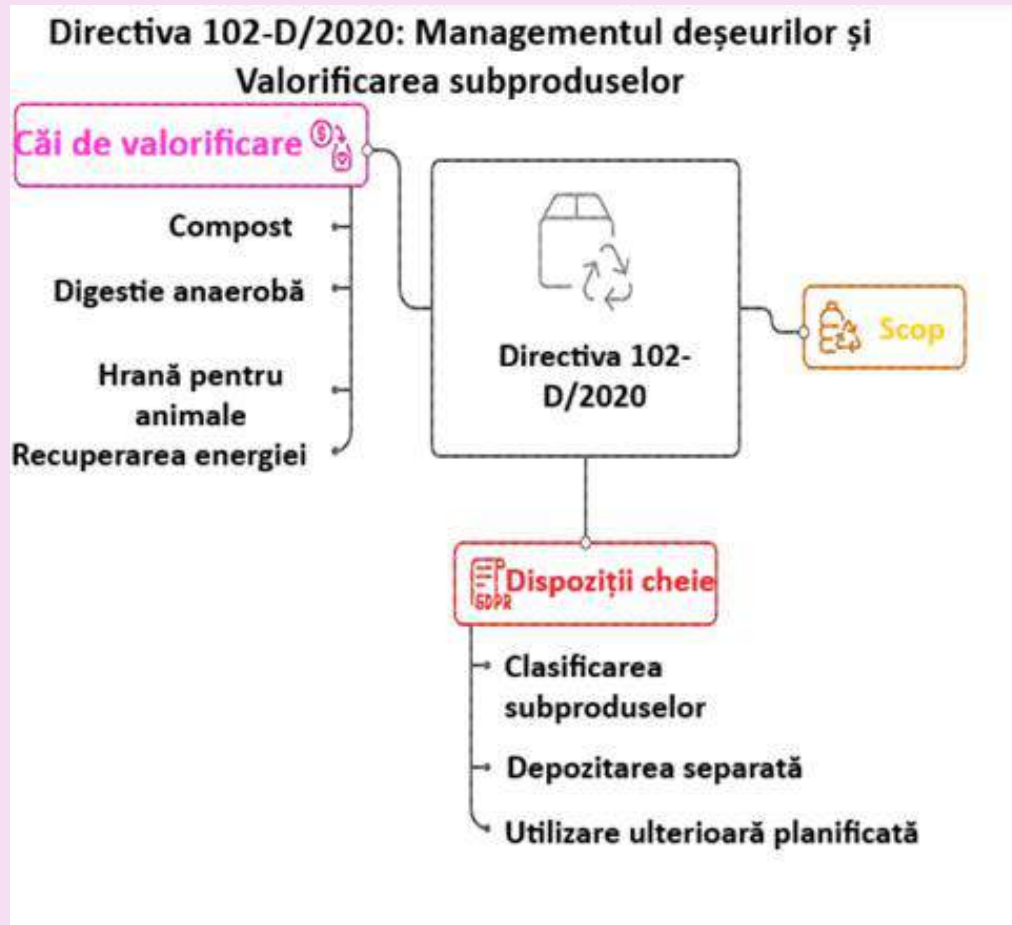 Directiva 102-D/2020: Managementul deșeurilor și
Valorificarea subproduselor
Căi de valorificare
Compost
Digestie anaerobă
Hrană pentru
animale
Recuperarea energiei
Directiva 102-
D/2020
Scop
Dispoziții cheie
GDPR
Clasificarea
subproduselor
Depozitarea separată
Utilizare ulterioară planificată